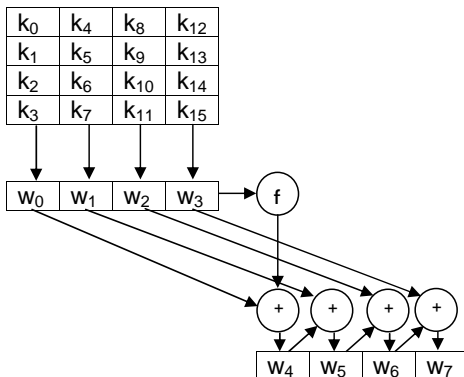 k₀ k₄ k₈ k₁₂
k₁ k₅ k₉ k₁₃
k₂ k₆ k₁₀ k₁₄
k₃ k₇ k₁₁ k₁₅
w₀ w₁ w₂ w₃ f
+ + + +
w₄ w₅ w₆ w₇